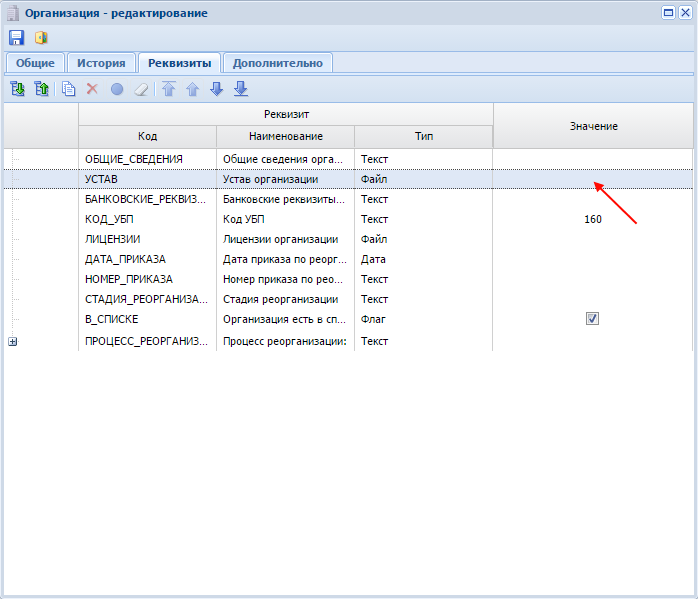 Организация - редактирование
Общие История Реквизиты Дополнительно
Реквизит Значение
Код Наименование Тип
ОБЩИЕ_СВЕДЕНИЯ Общие сведения орга... Текст
УСТАВ Устав организации Файл
БАНКОВСКИЕ_РЕКВИЗ... Банковские реквизиты... Текст
КОД_УБП Код УБП Текст 160
ЛИЦЕНЗИИ Лицензии организации Файл
ДАТА_ПРИКАЗА Дата приказа по реорг... Дата
НОМЕР_ПРИКАЗА Номер приказа по рео... Текст
СТАДИЯ_РЕОРГАНИЗА... Стадия реорганизации Текст
В_СПИСКЕ Организация есть в сп... Флаг
ПРОЦЕСС_РЕОРГАНИЗ... Процесс реорганизации: Текст